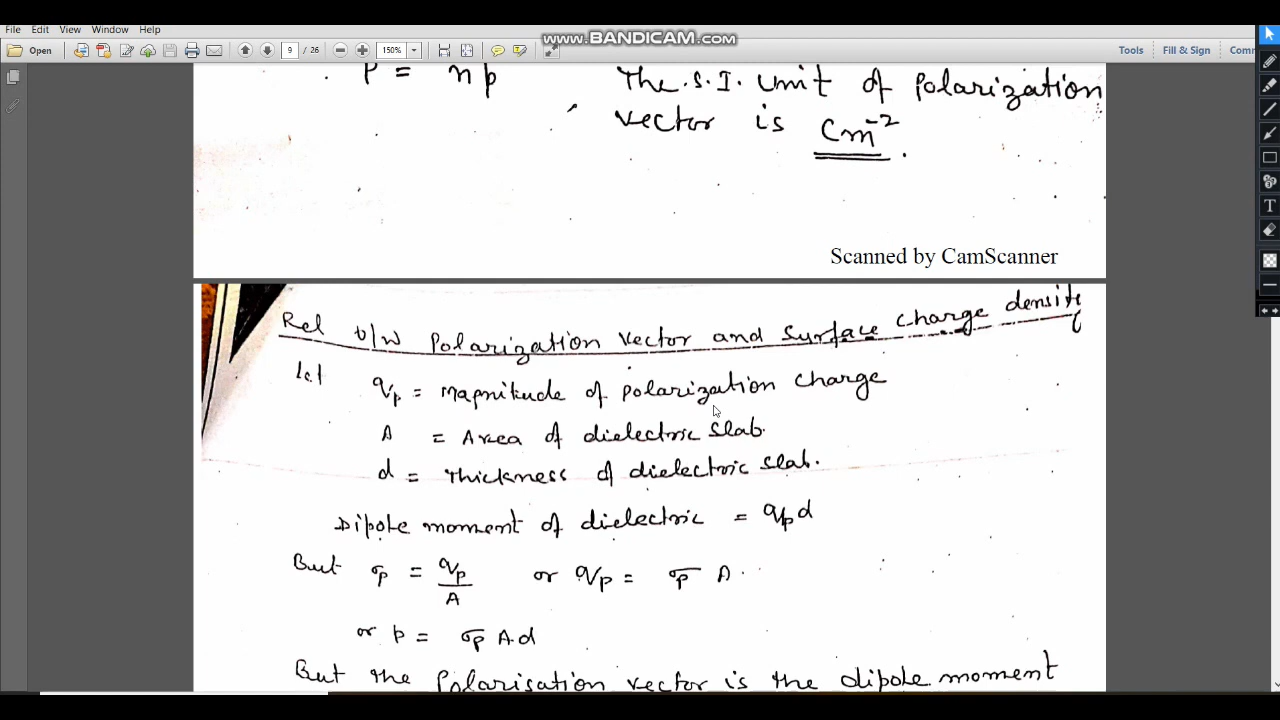 File Edit View Window Help
www.BANDICAM.com
Open 9 / 26 150% Tools Fill & Sign Comm
P = np The S.I. Unit of Polarization
vector is Cm⁻².
Scanned by CamScanner
Rel b/w Polarization Vector and Surface Charge density
Let qp = Magnitude of Polarization Charge
A = Area of dielectric Slab.
d = Thickness of dielectric slab.
Dipole moment of dielectric = qp d
But σp = qp/A or qp = σp A.
or p = σp A.d
But the Polarisation vector is the dipole moment